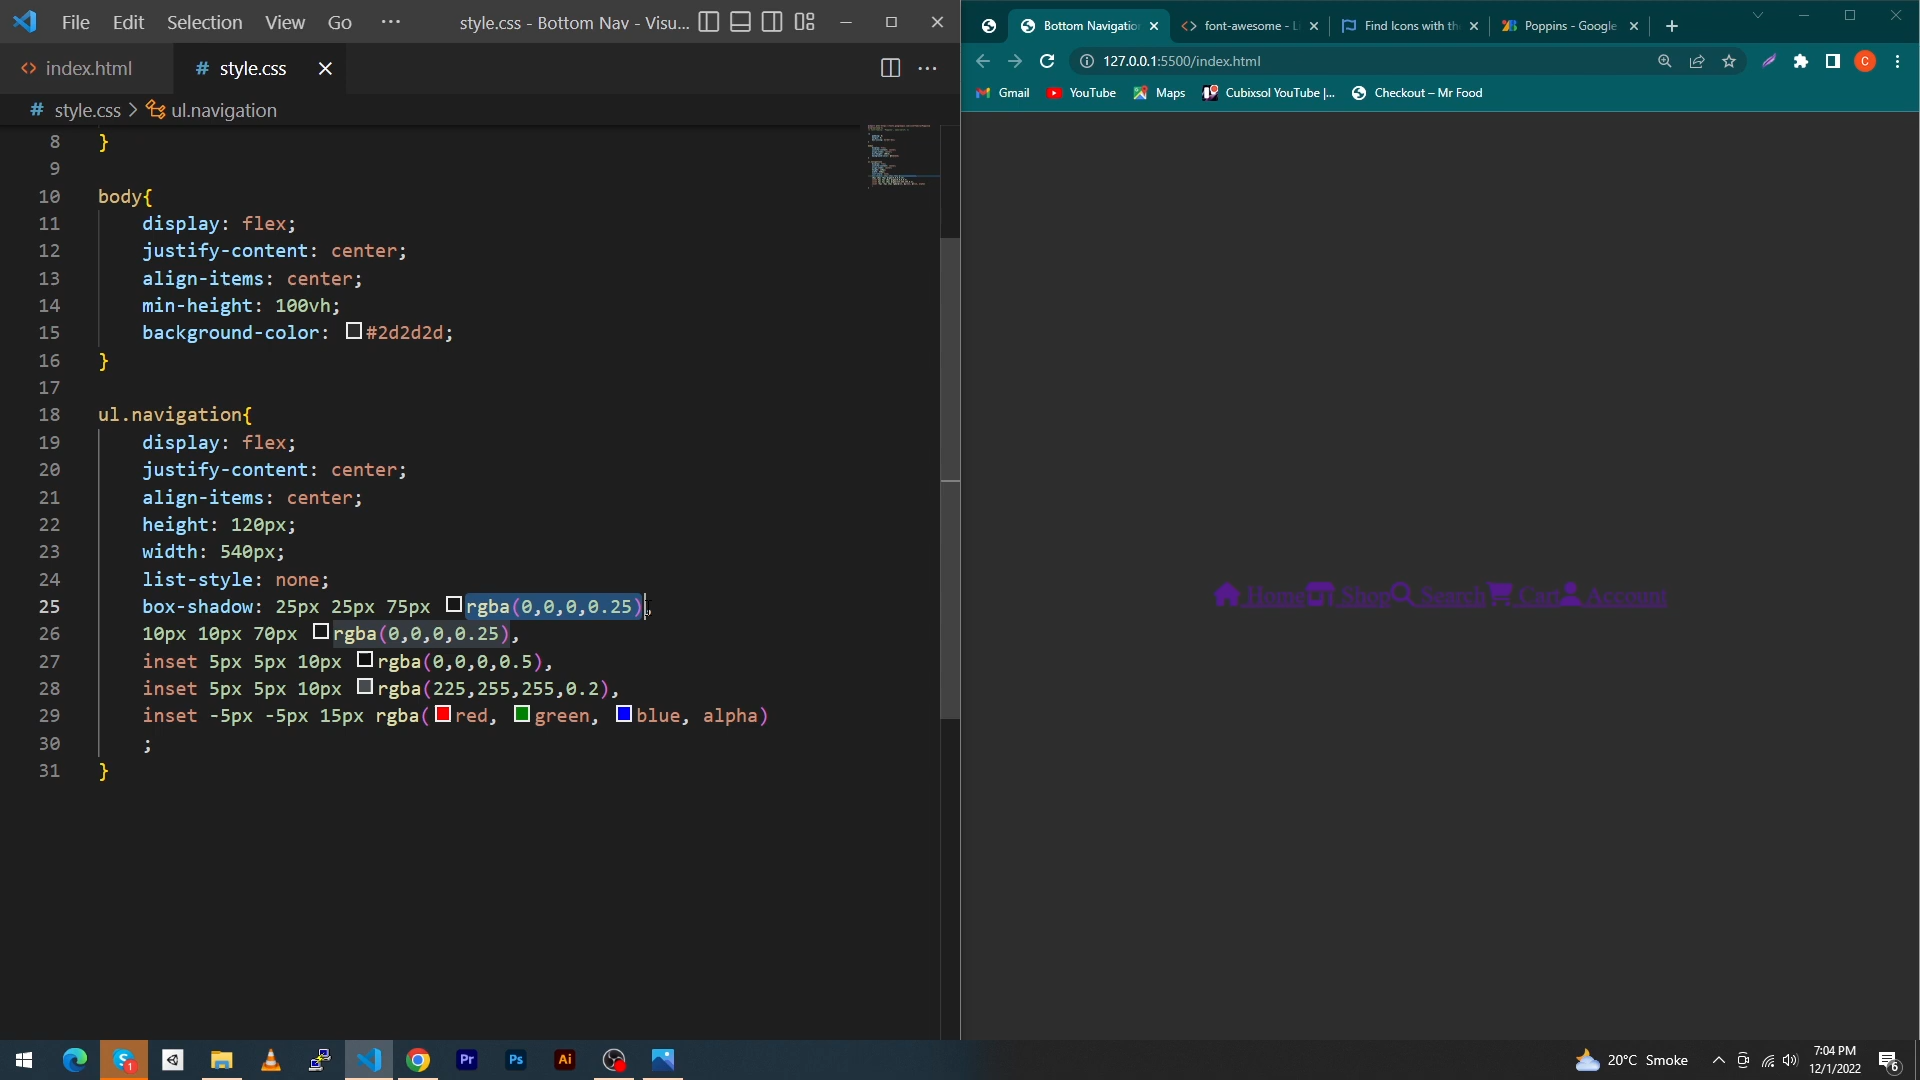 File Edit Selection View Go ··· style.css - Bottom Nav - Visu...
index.html # style.css
# style.css > ul.navigation
8 }
9
10 body{
11 display: flex;
12 justify-content: center;
13 align-items: center;
14 min-height: 100vh;
15 background-color: #2d2d2d;
16 }
17
18 ul.navigation{
19 display: flex;
20 justify-content: center;
21 align-items: center;
22 height: 120px;
23 width: 540px;
24 list-style: none;
25 box-shadow: 25px 25px 75px rgba(0,0,0,0.25),
26 10px 10px 70px rgba(0,0,0,0.25),
27 inset 5px 5px 10px rgba(0,0,0,0.5),
28 inset 5px 5px 10px rgba(225,255,255,0.2),
29 inset -5px -5px 15px rgba(red, green, blue, alpha)
30 ;
31 }
Bottom Navigation font-awesome - Li Find Icons with the Poppins - Google
127.0.0.1:5500/index.html C
Gmail YouTube Maps Cubixsol YouTube |... Checkout – Mr Food
Home Shop Search Cart Account
S 1 Pr Ps Ai
20°C Smoke
7:04 PM
12/1/2022
6